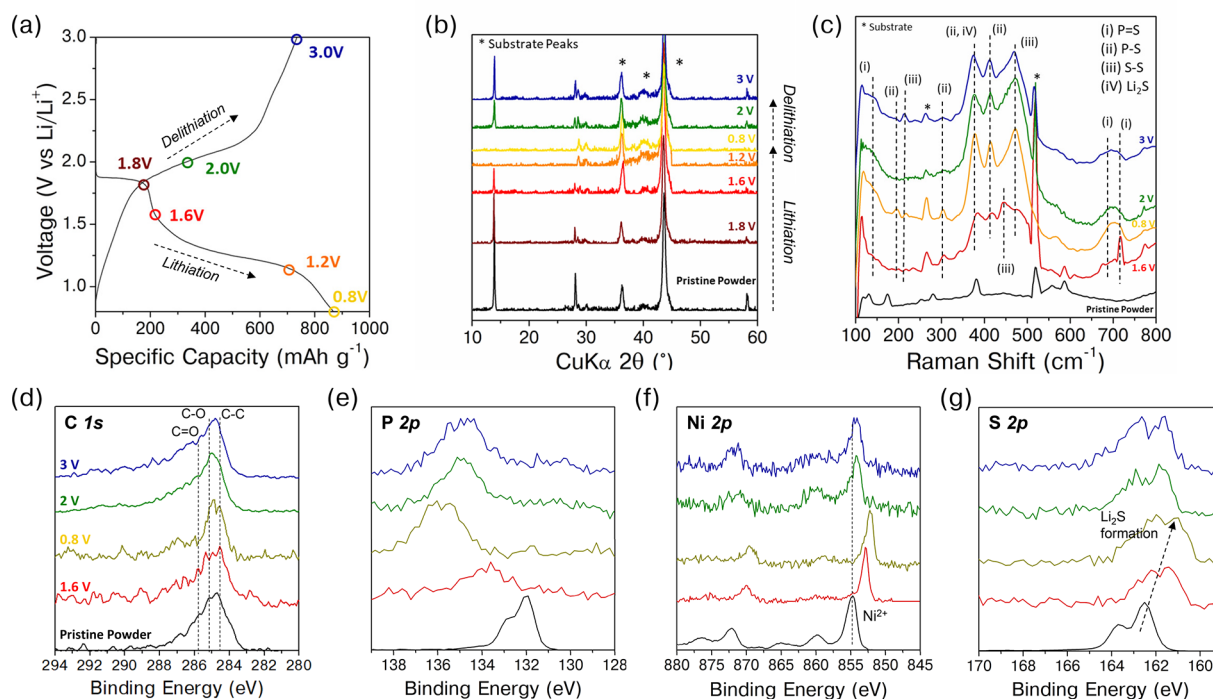 (a)
3.0
2.5
2.0
1.5
1.0
Voltage (V vs Li/Li⁺)
3.0V
Delithiation
1.8V
2.0V
1.6V
Lithiation
1.2V
0.8V
0 200 400 600 800 1000
Specific Capacity (mAh g⁻¹)
(b)
* Substrate Peaks
* * *
3 V
2 V
0.8 V
1.2 V
1.6 V
1.8 V
Pristine Powder
Delithiation
Lithiation
10 20 30 40 50 60
CuKα 2θ (°)
(c)
* Substrate
(i) P=S
(ii) P-S
(iii) S-S
(iV) Li₂S
(ii, iV) (ii) (iii)
(i) (ii) (iii) * (ii) * (i) (i)
3 V
2 V
0.8 V
1.6 V
(iii)
Pristine Powder
100 200 300 400 500 600 700 800
Raman Shift (cm⁻¹)
(d)
C 1s
C-O C-C
C=O
3 V
2 V
0.8 V
1.6 V
Pristine Powder
294 292 290 288 286 284 282 280
Binding Energy (eV)
(e)
P 2p
138 136 134 132 130 128
Binding Energy (eV)
(f)
Ni 2p
Ni²⁺
880 875 870 865 860 855 850 845
Binding Energy (eV)
(g)
S 2p
Li₂S
formation
170 168 166 164 162 160
Binding Energy (eV)